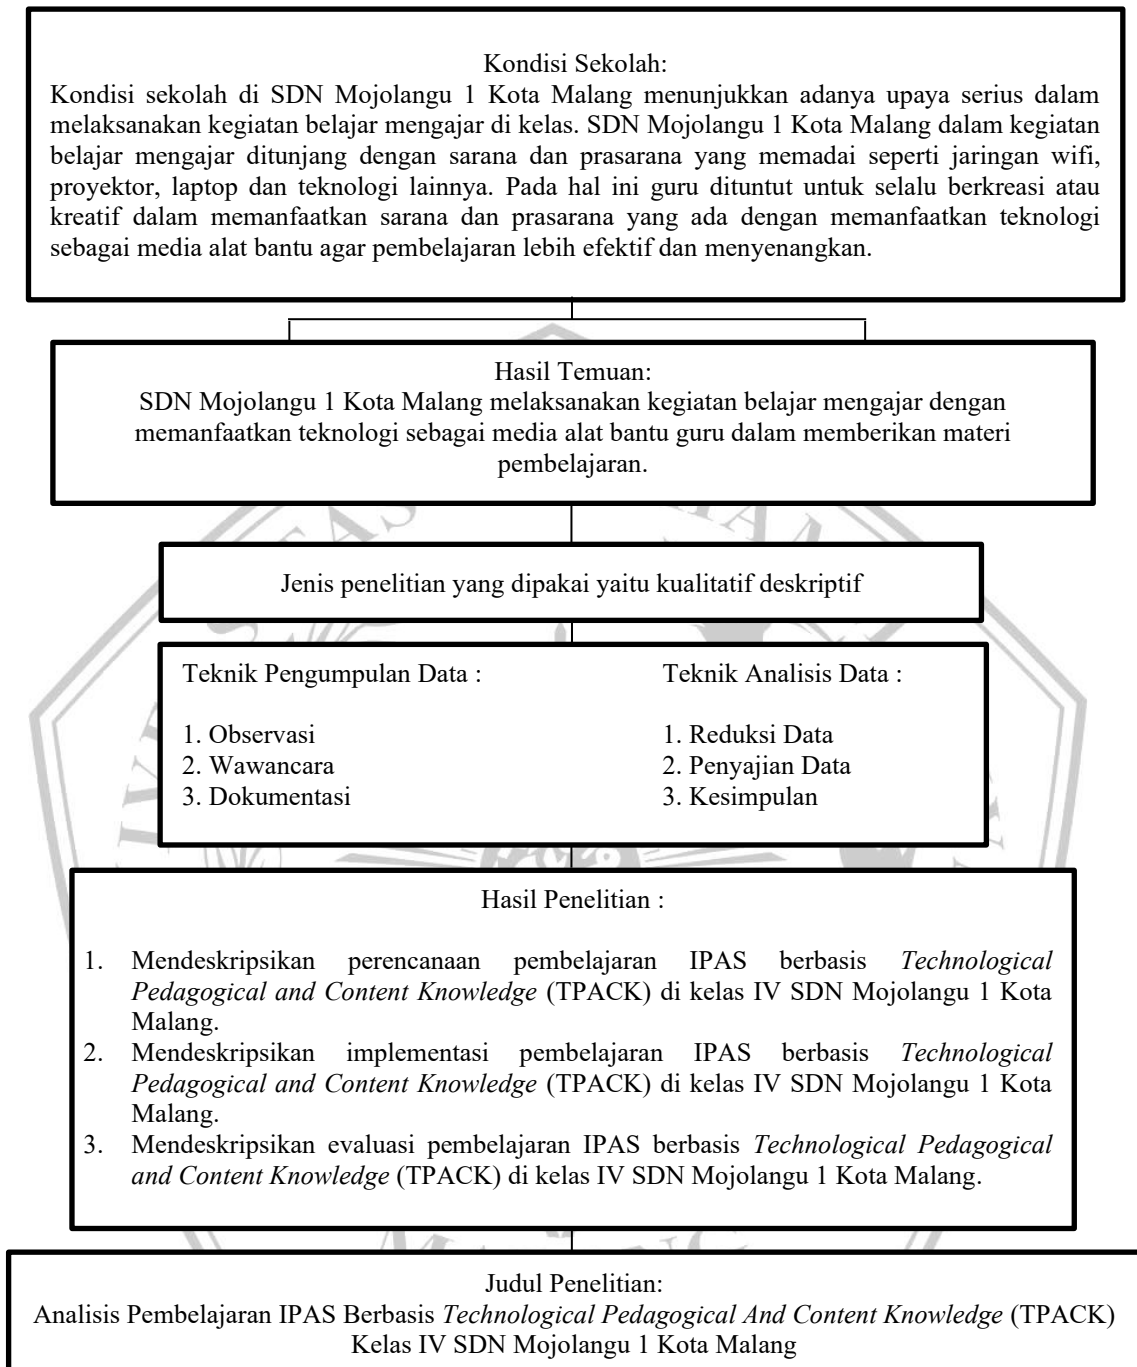 Kondisi Sekolah:
Kondisi sekolah di SDN Mojolangu 1 Kota Malang menunjukkan adanya upaya serius dalam
melaksanakan kegiatan belajar mengajar di kelas. SDN Mojolangu 1 Kota Malang dalam kegiatan
belajar mengajar ditunjang dengan sarana dan prasarana yang memadai seperti jaringan wifi,
proyektor, laptop dan teknologi lainnya. Pada hal ini guru dituntut untuk selalu berkreasi atau
kreatif dalam memanfaatkan sarana dan prasarana yang ada dengan memanfaatkan teknologi
sebagai media alat bantu agar pembelajaran lebih efektif dan menyenangkan.
Hasil Temuan:
SDN Mojolangu 1 Kota Malang melaksanakan kegiatan belajar mengajar dengan
memanfaatkan teknologi sebagai media alat bantu guru dalam memberikan materi
pembelajaran.
Jenis penelitian yang dipakai yaitu kualitatif deskriptif
Teknik Pengumpulan Data :
1. Observasi
2. Wawancara
3. Dokumentasi
Teknik Analisis Data :
1. Reduksi Data
2. Penyajian Data
3. Kesimpulan
Hasil Penelitian :
1. Mendeskripsikan perencanaan pembelajaran IPAS berbasis Technological
Pedagogical and Content Knowledge (TPACK) di kelas IV SDN Mojolangu 1 Kota
Malang.
2. Mendeskripsikan implementasi pembelajaran IPAS berbasis Technological
Pedagogical and Content Knowledge (TPACK) di kelas IV SDN Mojolangu 1 Kota
Malang.
3. Mendeskripsikan evaluasi pembelajaran IPAS berbasis Technological Pedagogical
and Content Knowledge (TPACK) di kelas IV SDN Mojolangu 1 Kota Malang.
Judul Penelitian:
Analisis Pembelajaran IPAS Berbasis Technological Pedagogical And Content Knowledge (TPACK)
Kelas IV SDN Mojolangu 1 Kota Malang